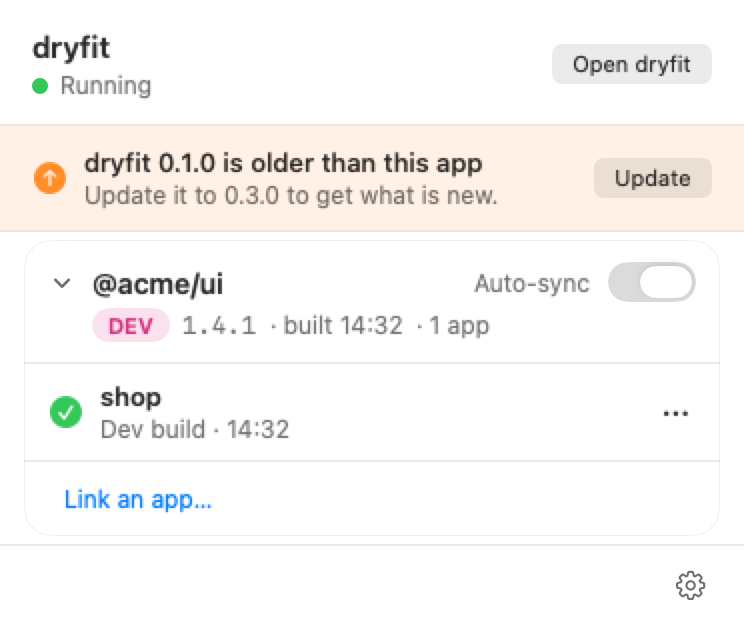 dryfit
Running
Open dryfit
dryfit 0.1.0 is older than this app
Update it to 0.3.0 to get what is new.
Update
@acme/ui
Auto-sync
DEV 1.4.1 · built 14:32 · 1 app
shop
Dev build · 14:32
Link an app...